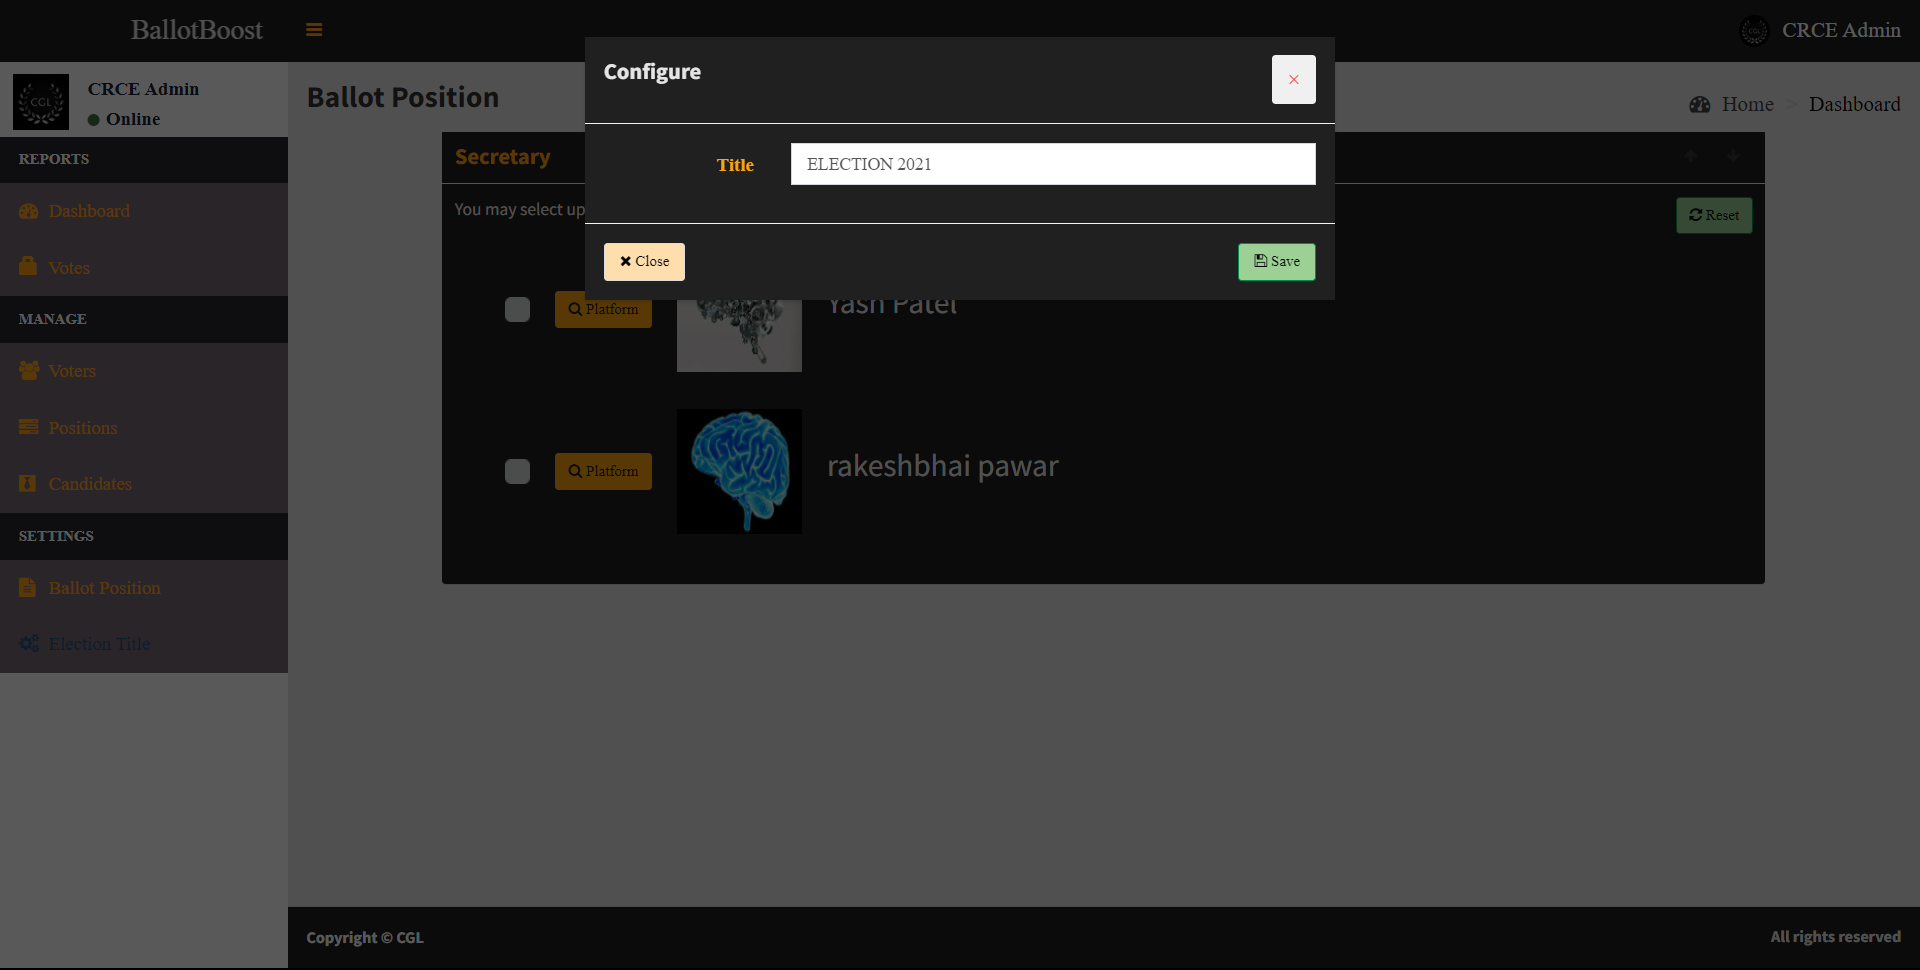 BallotBoost
CRCE Admin
CGL
CRCE Admin
Online
REPORTS
Dashboard
Votes
MANAGE
Voters
Positions
Candidates
SETTINGS
Ballot Position
Election Title
Ballot Position
Home > Dashboard
Secretary
You may select up
Reset
Platform
Yash Patel
Platform
rakeshbhai pawar
Configure
×
Title
ELECTION 2021
Close
Save
Copyright © CGL
All rights reserved